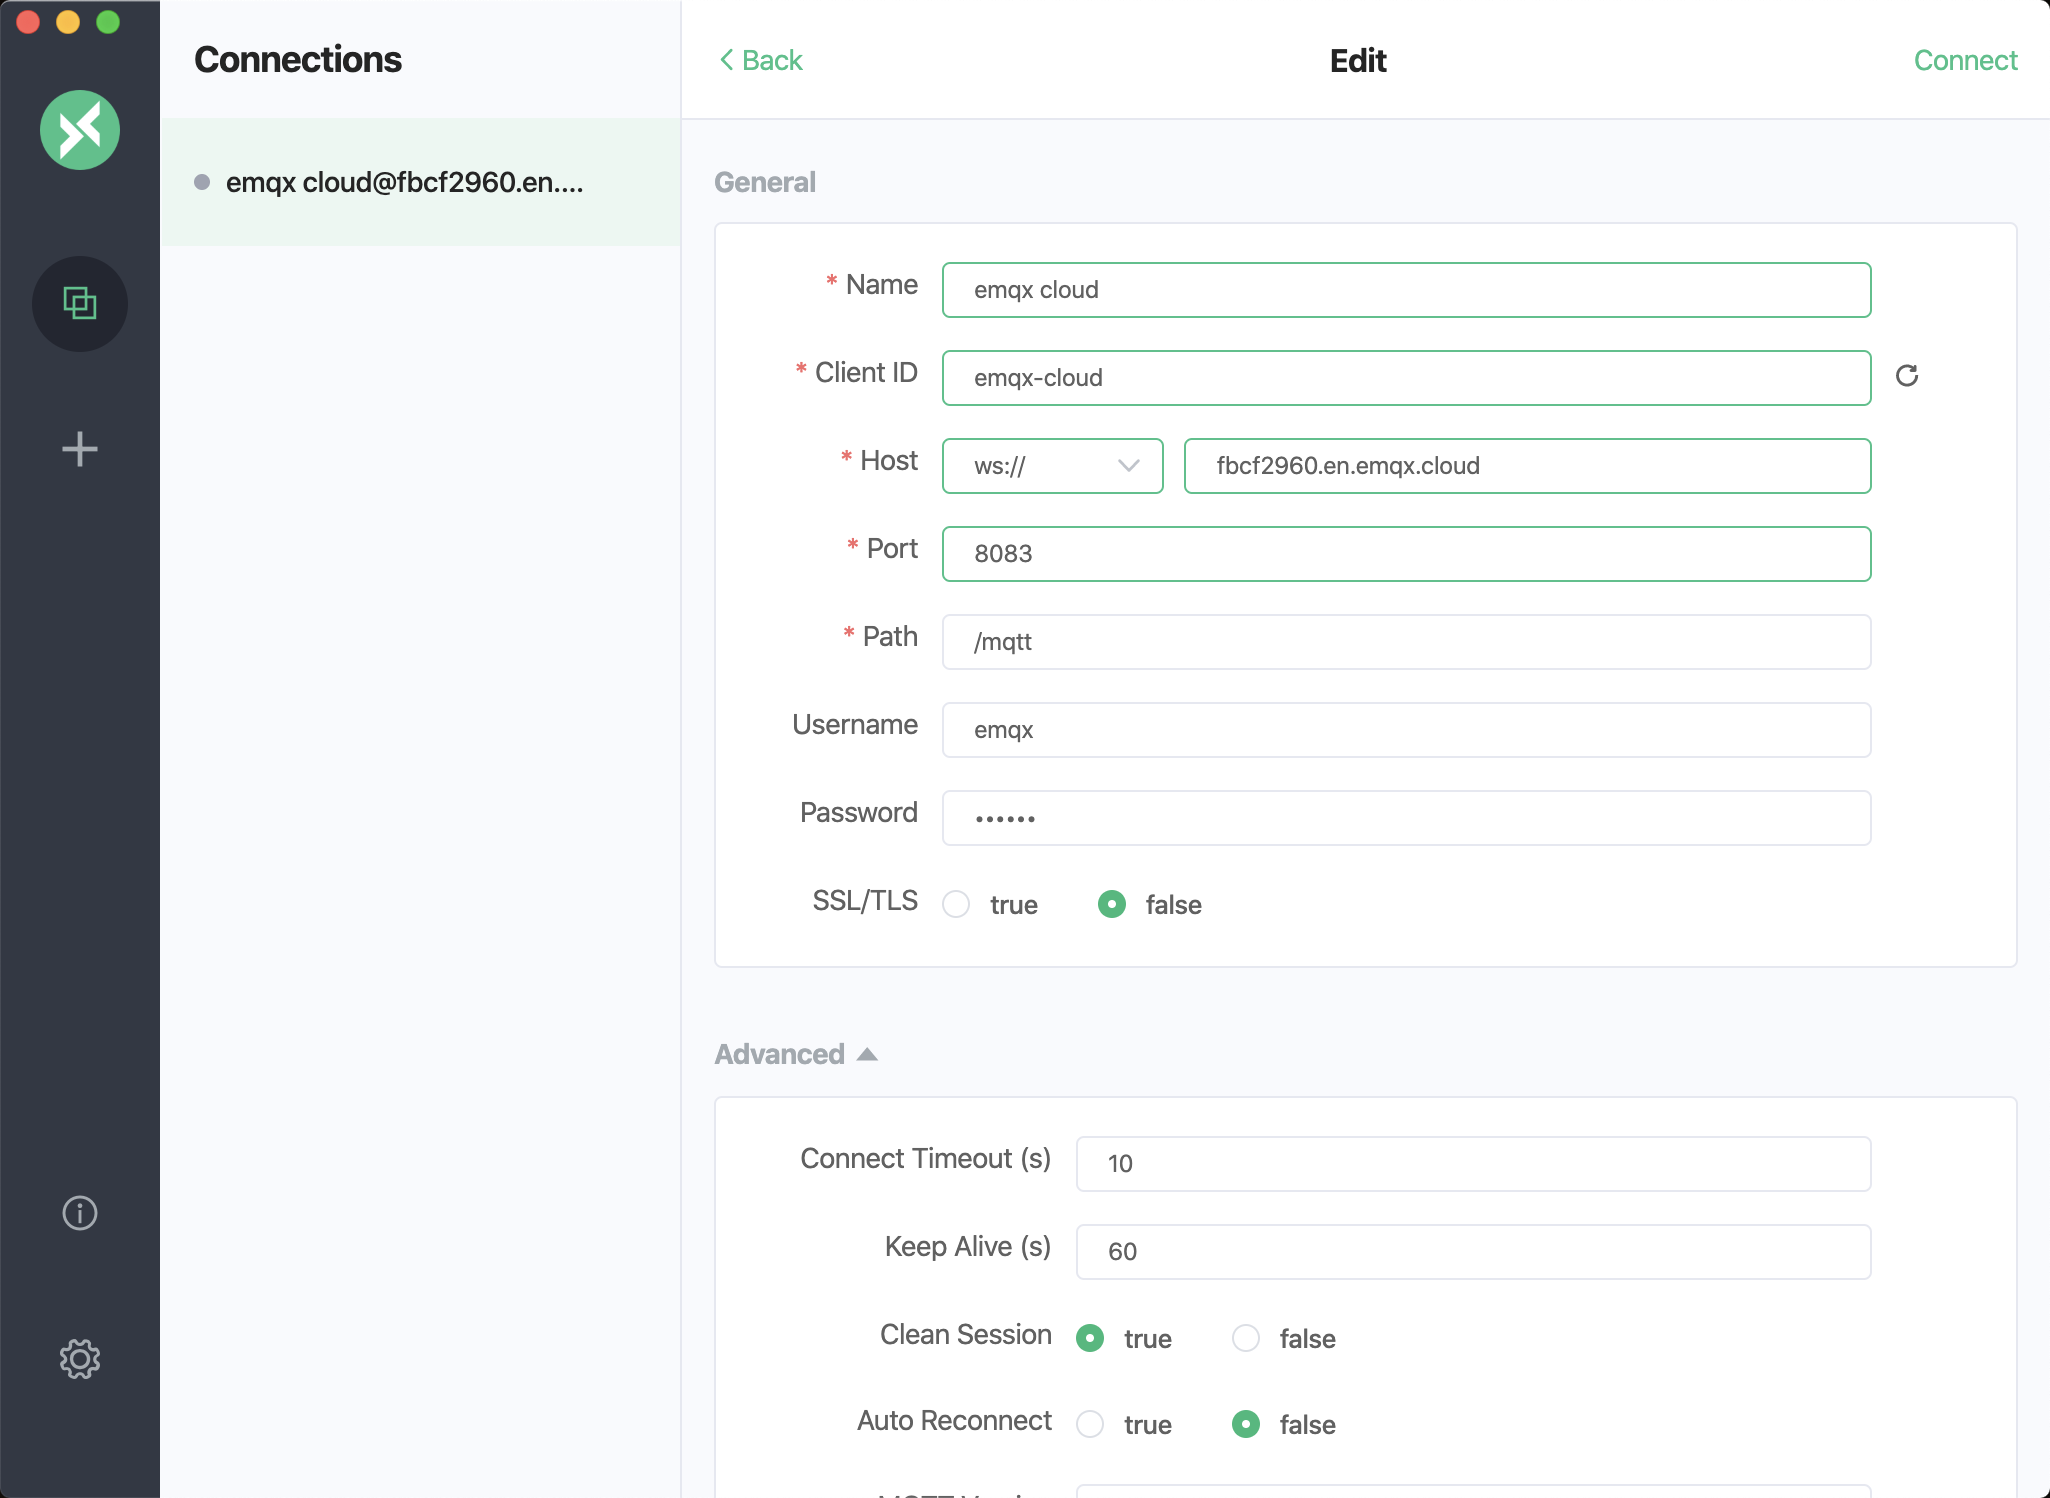 Connections
emqx cloud@fbcf2960.en....
Back
Edit
Connect
General
* Name
emqx cloud
* Client ID
emqx-cloud
* Host
ws://
fbcf2960.en.emqx.cloud
* Port
8083
* Path
/mqtt
Username
emqx
Password
••••••
SSL/TLS
true
false
Advanced
Connect Timeout (s)
10
Keep Alive (s)
60
Clean Session
true
false
Auto Reconnect
true
false